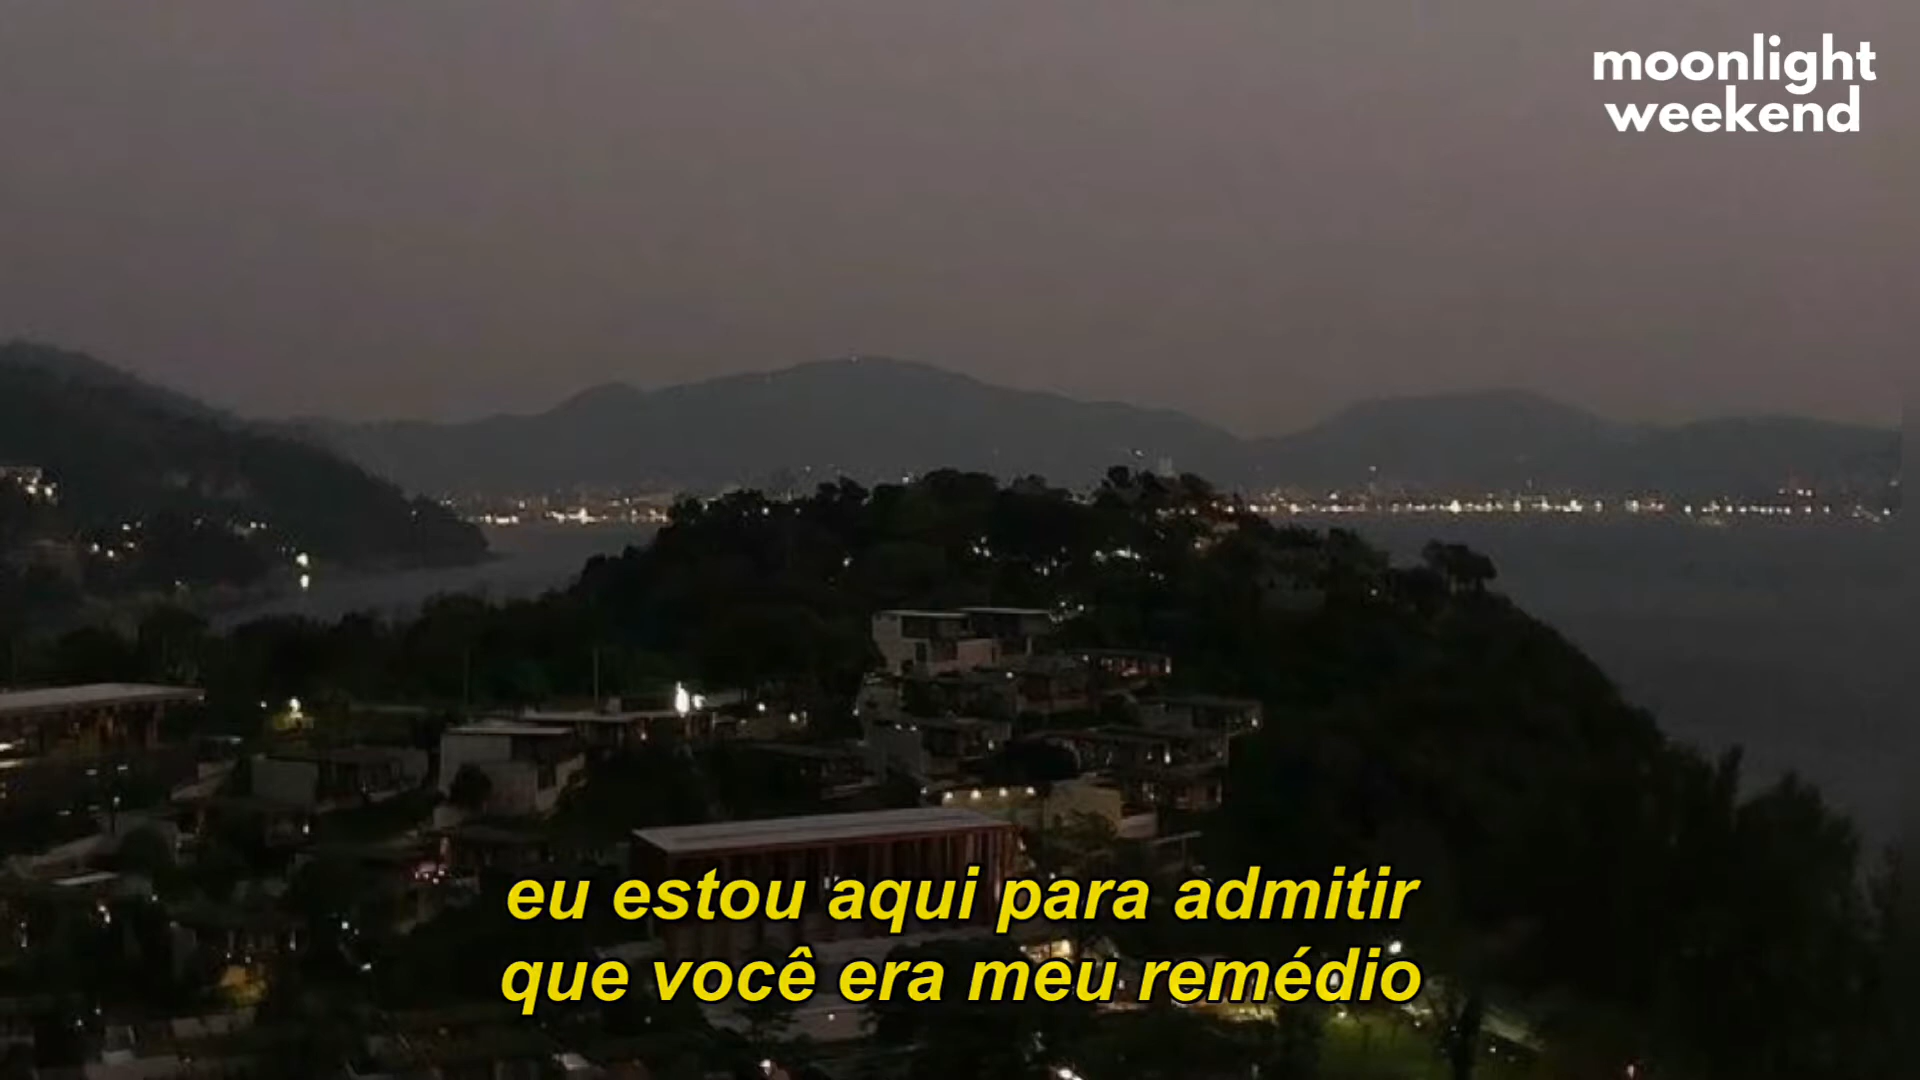 moonlight
weekend
eu estou aqui para admitir
que você era meu remédio